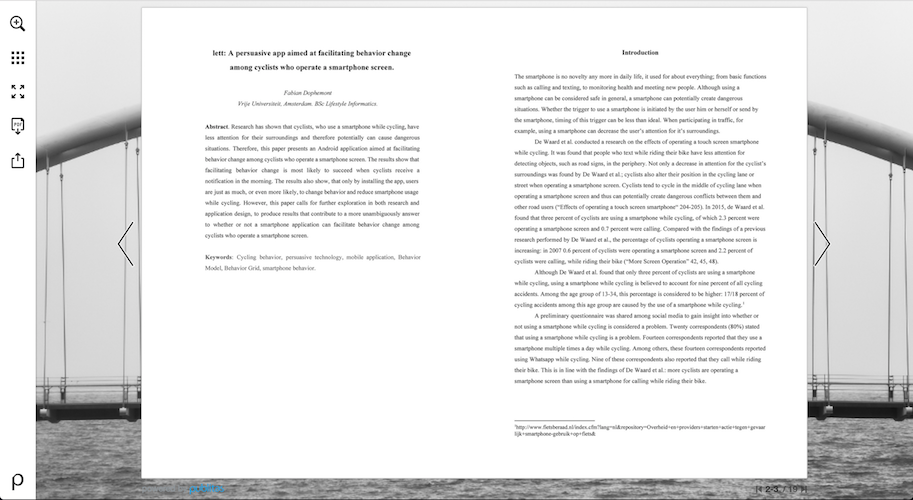 PDF
lett: A persuasive app aimed at facilitating behavior change
among cyclists who operate a smartphone screen.
Fabian Dophemont
Vrije Universiteit, Amsterdam. BSc Lifestyle Informatics.
Abstract. Research has shown that cyclists, who use a smartphone while cycling, have
less attention for their surroundings and therefore potentially can cause dangerous
situations. Therefore, this paper presents an Android application aimed at facilitating
behavior change among cyclists who operate a smartphone screen. The results show that
facilitating behavior change is most likely to succeed when cyclists receive a
notification in the morning. The results also show, that only by installing the app, users
are just as much, or even more likely, to change behavior and reduce smartphone usage
while cycling. However, this paper calls for further exploration in both research and
application design, to produce results that contribute to a more unambiguously answer
to whether or not a smartphone application can facilitate behavior change among
cyclists who operate a smartphone screen.
Keywords: Cycling behavior, persuasive technology, mobile application, Behavior
Model, Behavior Grid, smartphone behavior.
Introduction
The smartphone is no novelty any more in daily life, it used for about everything; from basic functions
such as calling and texting, to monitoring health and meeting new people. Although using a
smartphone can be considered safe in general, a smartphone can potentially create dangerous
situations. Whether the trigger to use a smartphone is initiated by the user him or herself or send by
the smartphone, timing of this trigger can be less than ideal. When participating in traffic, for
example, using a smartphone can decrease the user's attention for it's surroundings.
De Waard et al. conducted a research on the effects of operating a touch screen smartphone
while cycling. It was found that people who text while riding their bike have less attention for
detecting objects, such as road signs, in the periphery. Not only a decrease in attention for the cyclist's
surroundings was found by De Waard et al.; cyclists also alter their position in the cycling lane or
street when operating a smartphone screen. Cyclists tend to cycle in the middle of cycling lane when
operating a smartphone screen and thus can potentially create dangerous conflicts between them and
other road users ("Effects of operating a touch screen smartphone" 204-205). In 2015, de Waard et al.
found that three percent of cyclists are using a smartphone while cycling, of which 2.3 percent were
operating a smartphone screen and 0.7 percent were calling. Compared with the findings of a previous
research performed by De Waard et al., the percentage of cyclists operating a smartphone screen is
increasing: in 2007 0.6 percent of cyclists were operating a smartphone screen and 2.2 percent of
cyclists were calling, while riding their bike ("More Screen Operation" 42, 45, 48).
Although De Waard et al. found that only three percent of cyclists are using a smartphone
while cycling, using a smartphone while cycling is believed to account for nine percent of all cycling
accidents. Among the age group of 13-34, this percentage is considered to be higher: 17/18 percent of
cycling accidents among this age group are caused by the use of a smartphone while cycling.¹
A preliminary questionnaire was shared among social media to gain insight into whether or
not using a smartphone while cycling is considered a problem. Twenty correspondents (80%) stated
that using a smartphone while cycling is a problem. Fourteen correspondents reported that they use a
smartphone multiple times a day while cycling. Among others, these fourteen correspondents reported
using Whatsapp while cycling. Nine of these correspondents also reported that they call while riding
their bike. This is in line with the findings of De Waard et al.: more cyclists are operating a
smartphone screen than using a smartphone for calling while riding their bike.
¹http://www.fietsberaad.nl/index.cfm?lang=nl&repository=Overheid+en+providers+starten+actie+tegen+gevaar
lijk+smartphone-gebruik+op+fiets&
2-3 / 19